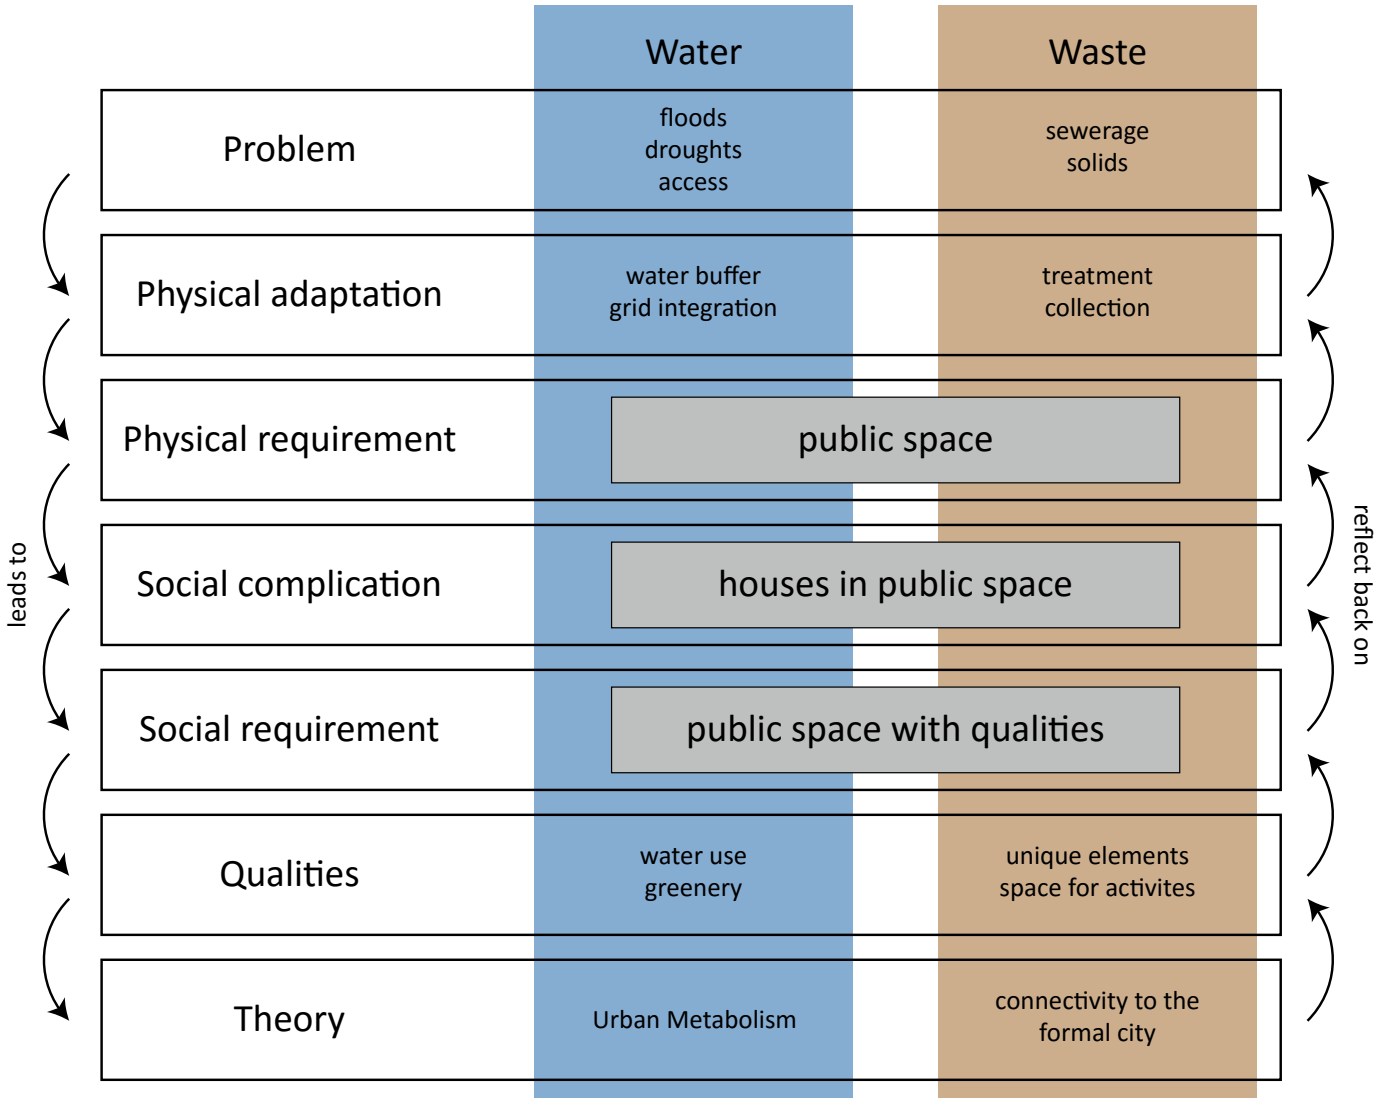 Water
Waste
Problem
floods
droughts
access
sewerage
solids
Physical adaptation
water buffer
grid integration
treatment
collection
Physical requirement
public space
Social complication
houses in public space
Social requirement
public space with qualities
Qualities
water use
greenery
unique elements
space for activites
Theory
Urban Metabolism
connectivity to the
formal city
leads to
reflect back on